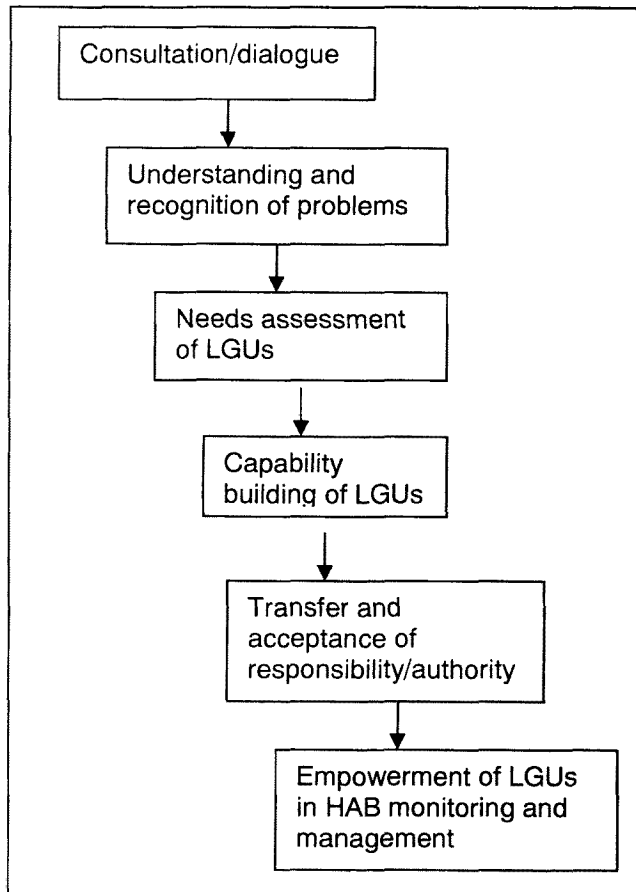 Consultation/dialogue
Understanding and
recognition of problems
Needs assessment
of LGUs
Capability
building of LGUs
Transfer and
acceptance of
responsibility/authority
Empowerment of LGUs
in HAB monitoring and
management